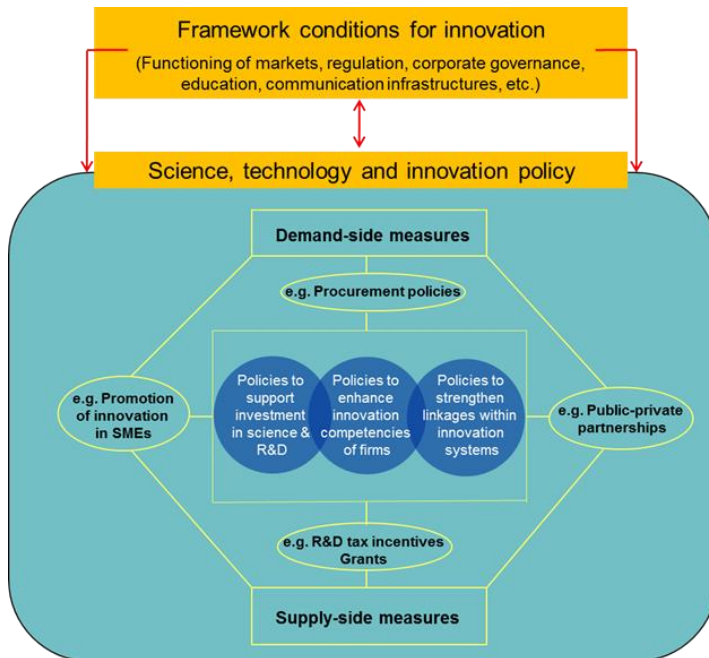 Framework conditions for innovation
(Functioning of markets, regulation, corporate governance,
education, communication infrastructures, etc.)
Science, technology and innovation policy
Demand-side measures
e.g. Procurement policies
e.g. Promotion
of innovation
in SMEs
Policies to
support
investment
in science &
R&D
Policies to
enhance
innovation
competencies
of firms
Policies to
strengthen
linkages within
innovation
systems
e.g. Public-private
partnerships
e.g. R&D tax incentives
Grants
Supply-side measures